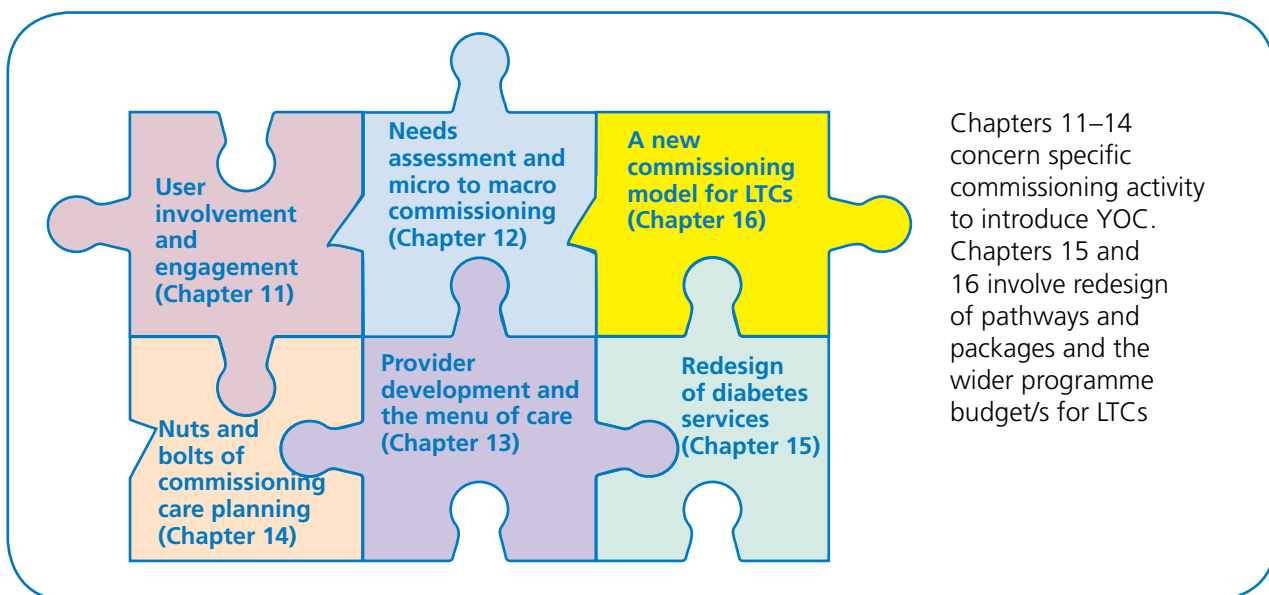 User
involvement
and
engagement
(Chapter 11)
Needs
assessment and
micro to macro
commissioning
(Chapter 12)
A new
commissioning
model for LTCs
(Chapter 16)
Nuts and
bolts of
commissioning
care planning
(Chapter 14)
Provider
development and
the menu of care
(Chapter 13)
Redesign
of diabetes
services
(Chapter 15)
Chapters 11–14
concern specific
commissioning activity
to introduce YOC.
Chapters 15 and
16 involve redesign
of pathways and
packages and the
wider programme
budget/s for LTCs